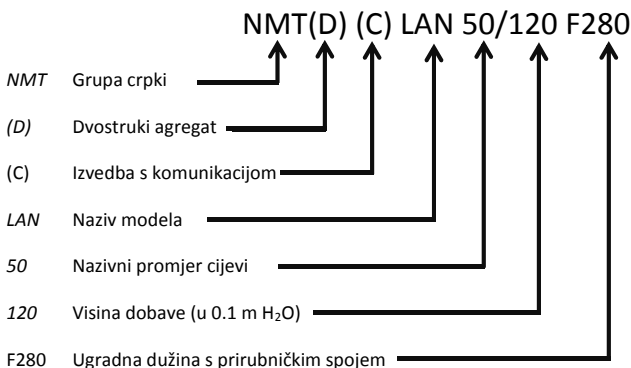 NMT(D) (C) LAN 50/120 F280
NMT Grupa crpki
(D) Dvostruki agregat
(C) Izvedba s komunikacijom
LAN Naziv modela
50 Nazivni promjer cijevi
120 Visina dobave (u 0.1 m H₂O)
F280 Ugradna dužina s prirubničkim spojem